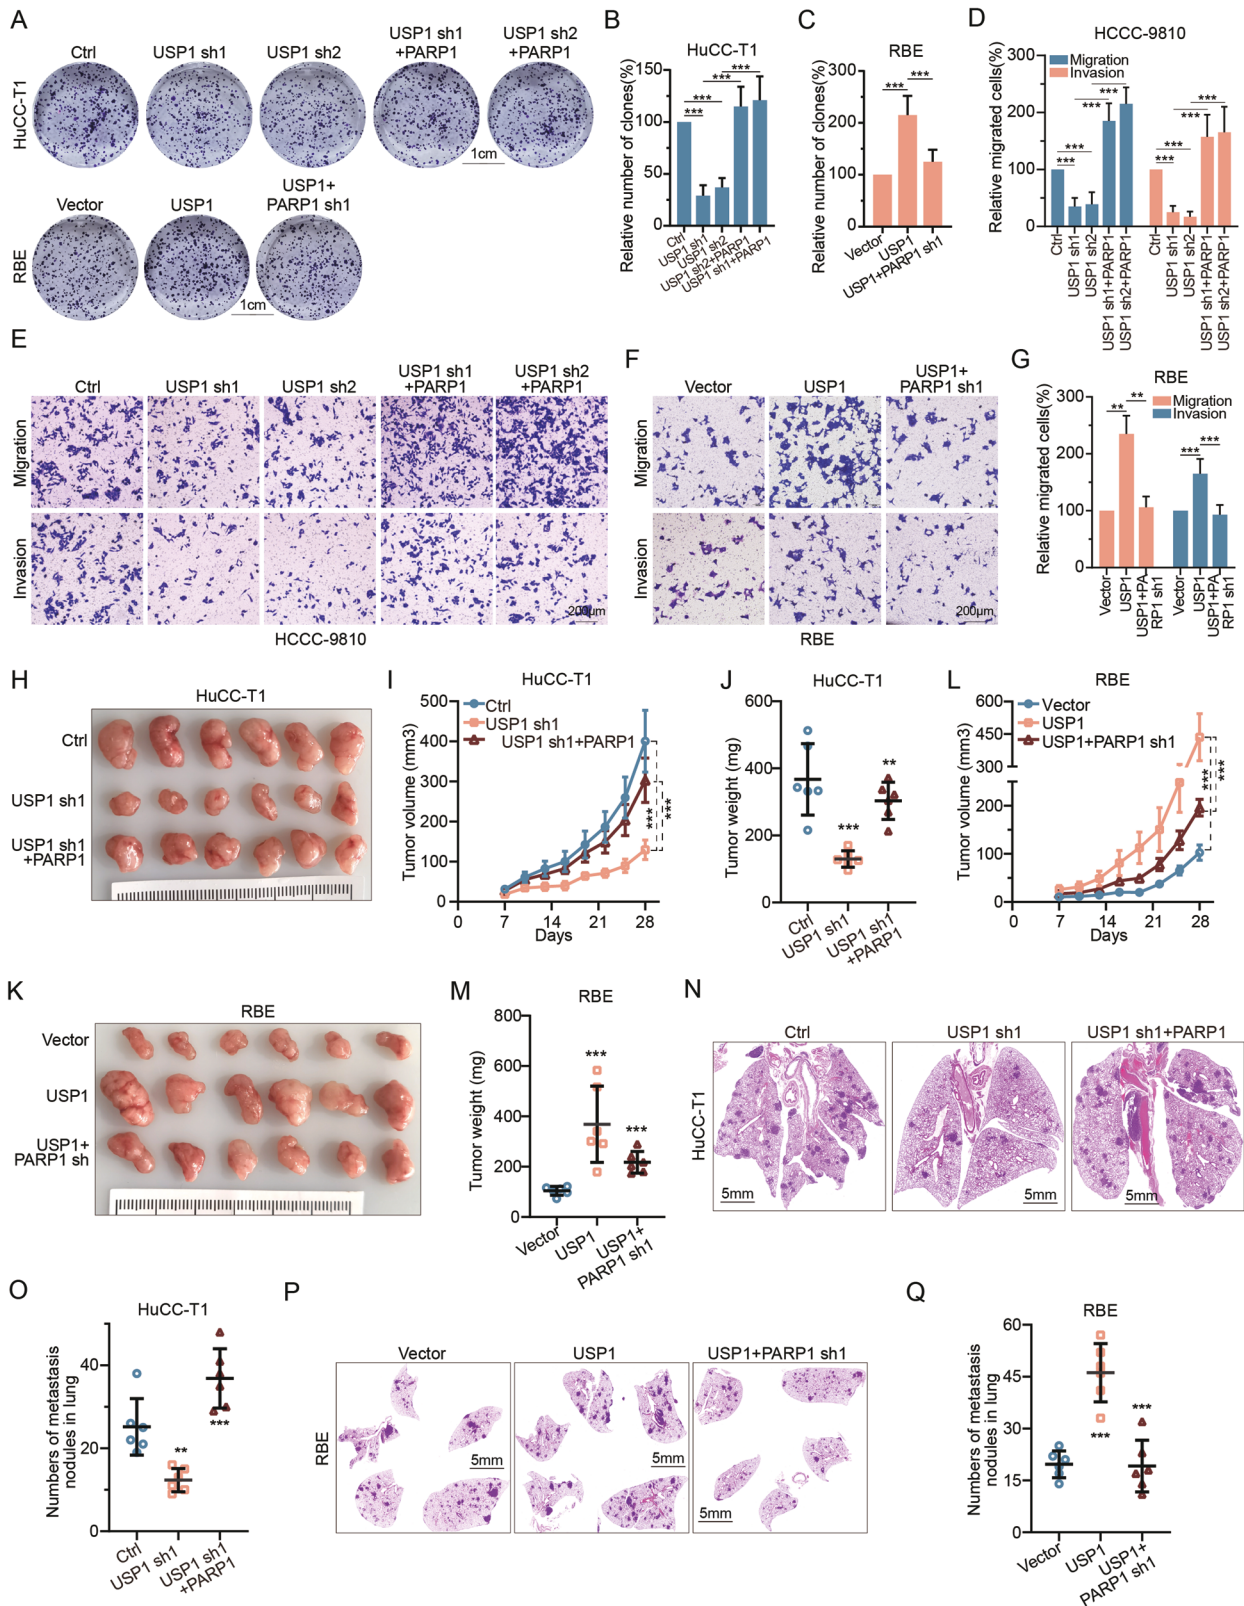 A
Ctrl
USP1 sh1
USP1 sh2
USP1 sh1
+PARP1
USP1 sh2
+PARP1
HuCC-T1
1cm
Vector
USP1
USP1+
PARP1 sh1
RBE
1cm
B
HuCC-T1
Relative number of clones(%)
150
100
50
0
***
***
***
***
Ctrl
USP1 sh1
USP1 sh2
USP1 sh2+PARP1
USP1 sh1+PARP1
C
RBE
Relative number of clones(%)
300
200
100
0
***
***
Vector
USP1
USP1+PARP1 sh1
D
HCCC-9810
Migration
Invasion
Relative migrated cells(%)
300
200
100
0
***
***
***
***
***
***
***
***
Ctrl
USP1 sh1
USP1 sh2
USP1 sh1+PARP1
USP1 sh2+PARP1
Ctrl
USP1 sh1
USP1 sh2
USP1 sh1+PARP1
USP1 sh2+PARP1
E
Ctrl
USP1 sh1
USP1 sh2
USP1 sh1
+PARP1
USP1 sh2
+PARP1
Migration
Invasion
200μm
HCCC-9810
F
Vector
USP1
USP1+
PARP1 sh1
Migration
Invasion
200μm
RBE
G
RBE
Migration
Invasion
Relative migrated cells(%)
300
200
100
0
**
**
***
***
Vector
USP1
USP1+PA
RP1 sh1
Vector
USP1
USP1+PA
RP1 sh1
H
HuCC-T1
Ctrl
USP1 sh1
USP1 sh1
+PARP1
I
HuCC-T1
Ctrl
USP1 sh1
USP1 sh1+PARP1
Tumor volume (mm3)
500
400
300
200
100
0
***
***
0
7
14
21
28
Days
J
HuCC-T1
Tumor weight (mg)
600
400
200
0
***
**
Ctrl
USP1 sh1
USP1 sh1
+PARP1
L
RBE
Vector
USP1
USP1+PARP1 sh1
Tumor volume (mm3)
600
450
300
200
100
0
***
***
0
7
14
21
28
Days
K
RBE
Vector
USP1
USP1+
PARP1 sh
M
RBE
Tumor weight (mg)
800
600
400
200
0
***
***
Vector
USP1
USP1+
PARP1 sh1
N
Ctrl
USP1 sh1
USP1 sh1+PARP1
HuCC-T1
5mm
5mm
5mm
O
HuCC-T1
Numbers of metastasis
nodules in lung
40
20
0
**
***
Ctrl
USP1 sh1
USP1 sh1
+PARP1
P
Vector
USP1
USP1+PARP1 sh1
RBE
5mm
5mm
5mm
Q
RBE
Numbers of metastasis
nodules in lung
60
45
30
15
0
***
***
Vector
USP1
USP1+
PARP1 sh1